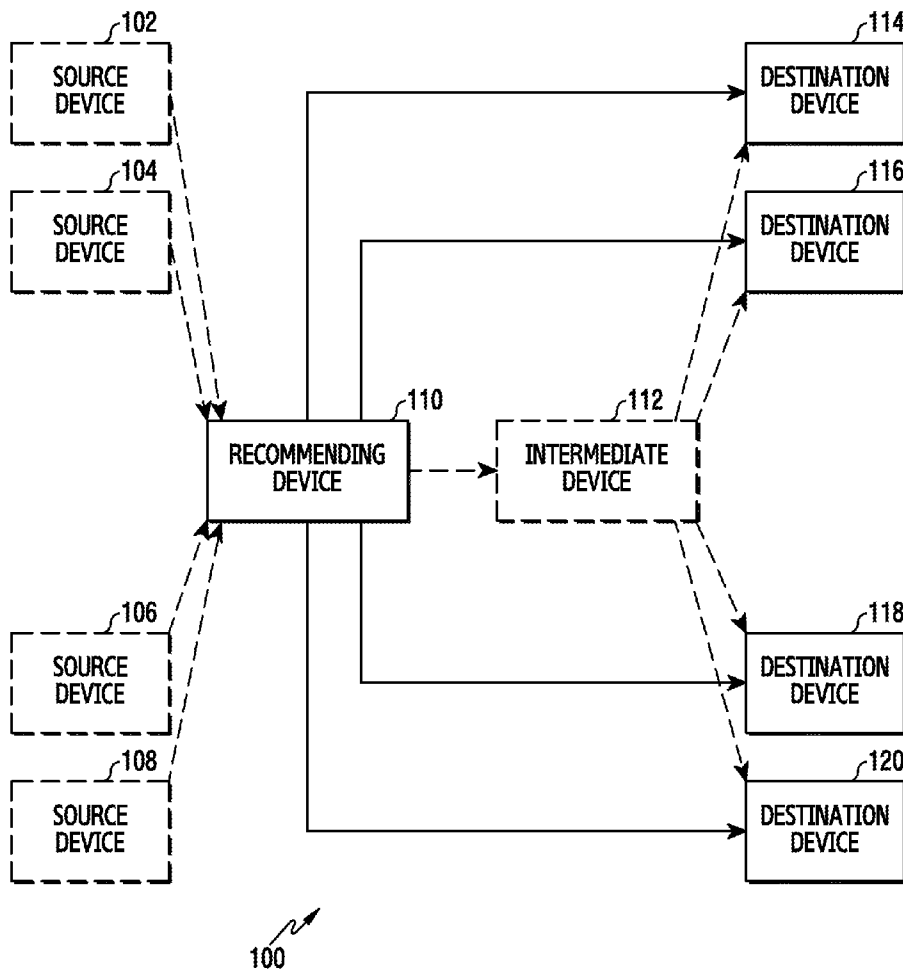 102
SOURCE
DEVICE
104
SOURCE
DEVICE
106
SOURCE
DEVICE
108
SOURCE
DEVICE
110
RECOMMENDING
DEVICE
112
INTERMEDIATE
DEVICE
114
DESTINATION
DEVICE
116
DESTINATION
DEVICE
118
DESTINATION
DEVICE
120
DESTINATION
DEVICE
100